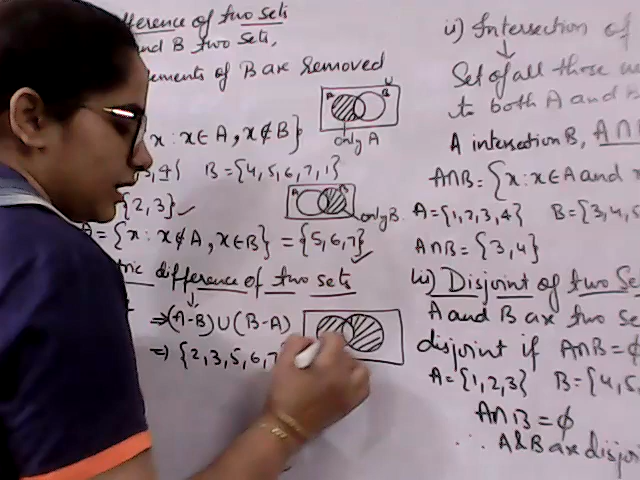 fference of two sets
nd B two sets,
ements of B are removed
U
A B
only A
{x : x∈A, x∉B}
3, 4} B = {4, 5, 6, 7, 1}
{2, 3} ✓
A
only B.
A = {x : x∉A, x∈B} = {5, 6, 7} ✓
tric difference of two sets
⇒ (A-B) ∪ (B-A)
⇒ {2, 3, 5, 6, 7
ii) Intersection of
Set of all those
to both A and B
A intersection B, A∩B
A∩B = {x : x∈A and x
A = {1, 2, 3, 4} B = {3, 4, 5
A∩B = {3, 4}
iii) Disjoint of two Se
A and B are two se
disjoint if A∩B = φ
A = {1, 2, 3} B = {4, 5,
A∩B = φ
∴ A & B are disjoi